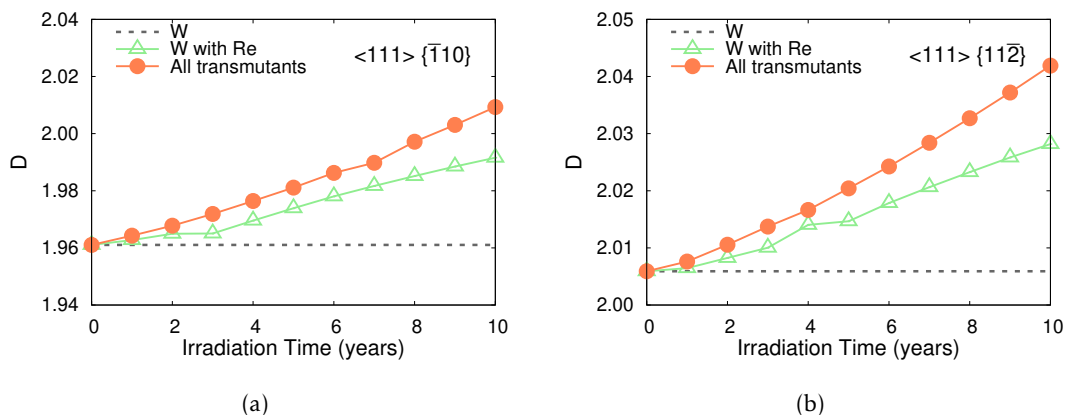 2.04
2.02
2.00
1.98
1.96
1.94
D
W
W with Re
All transmutants
<111> {1̅10}
0 2 4 6 8 10
Irradiation Time (years)
(a)
2.05
2.04
2.03
2.02
2.01
2.00
D
W
W with Re
All transmutants
<111> {112̅}
0 2 4 6 8 10
Irradiation Time (years)
(b)